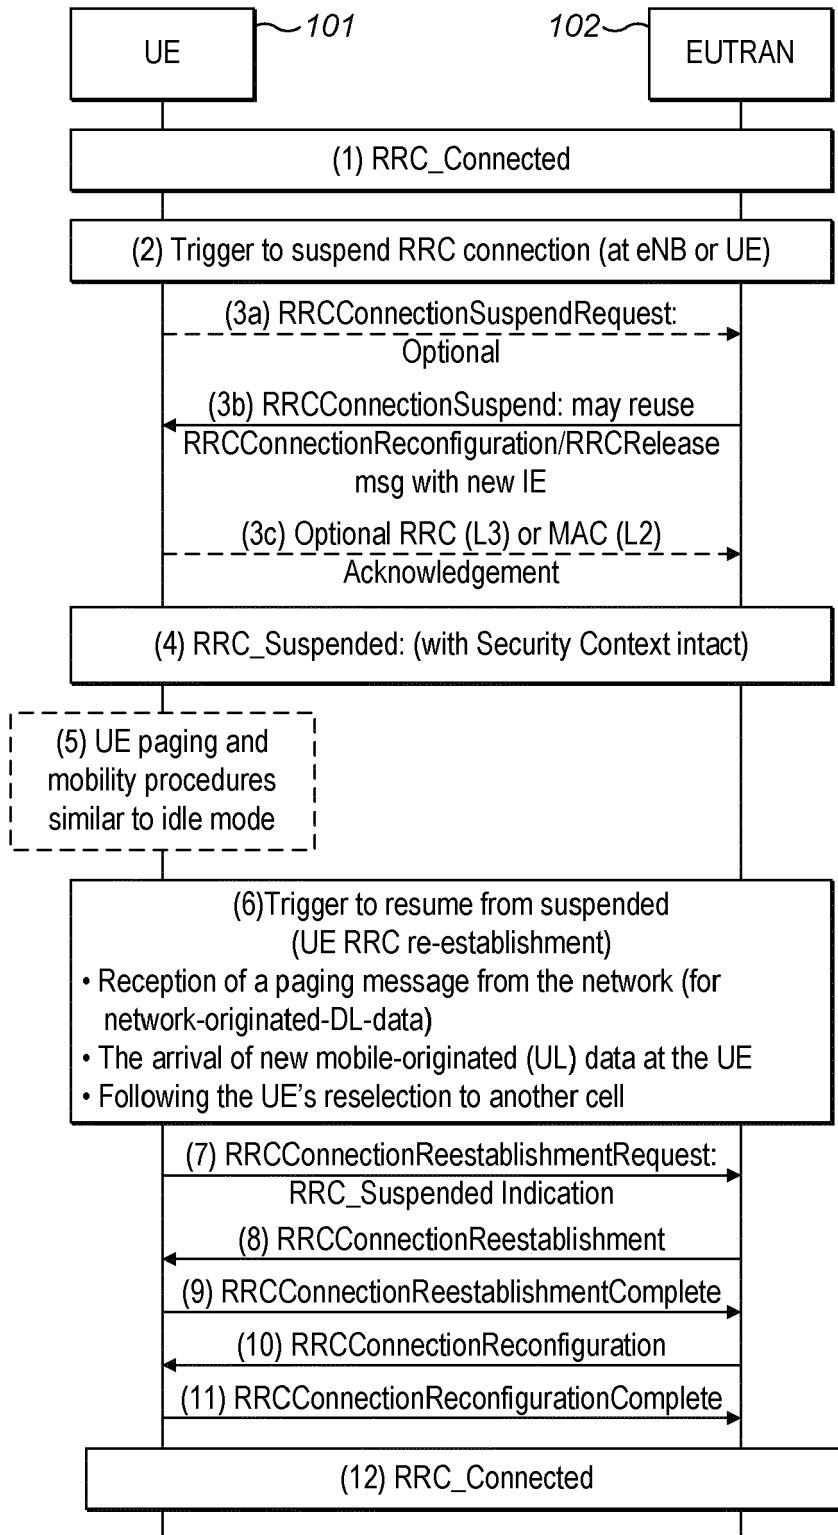 101
102
UE
EUTRAN
(1) RRC_Connected
(2) Trigger to suspend RRC connection (at eNB or UE)
(3a) RRCConnectionSuspendRequest:
Optional
(3b) RRCConnectionSuspend: may reuse
RRCConnectionReconfiguration/RRCRelease
msg with new IE
(3c) Optional RRC (L3) or MAC (L2)
Acknowledgement
(4) RRC_Suspended: (with Security Context intact)
(5) UE paging and
mobility procedures
similar to idle mode
(6)Trigger to resume from suspended
(UE RRC re-establishment)
• Reception of a paging message from the network (for
network-originated-DL-data)
• The arrival of new mobile-originated (UL) data at the UE
• Following the UE's reselection to another cell
(7) RRCConnectionReestablishmentRequest:
RRC_Suspended Indication
(8) RRCConnectionReestablishment
(9) RRCConnectionReestablishmentComplete
(10) RRCConnectionReconfiguration
(11) RRCConnectionReconfigurationComplete
(12) RRC_Connected